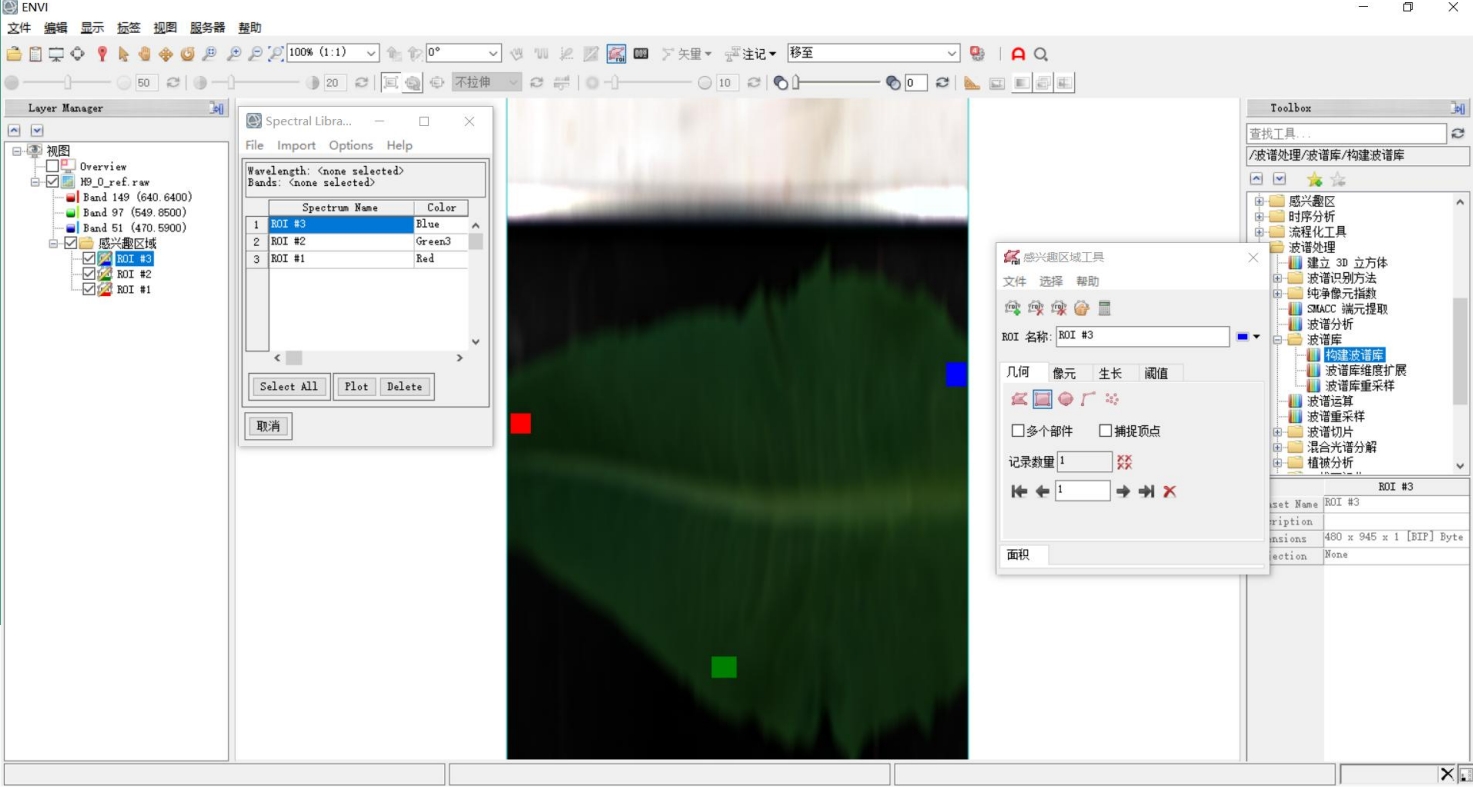 ENVI
文件 编辑 显示 标签 视图 服务器 帮助
100% (1:1) 0° 矢量 注记 移至
50 20 不拉伸 10 0
Layer Manager
视图
Overview
H9_0_ref.raw
Band 149 (640.6400)
Band 97 (549.8500)
Band 51 (470.5900)
感兴趣区域
ROI #3
ROI #2
ROI #1
Spectral Libra...
File Import Options Help
Wavelength: <none selected>
Bands: <none selected>
Spectrum Name Color
1 ROI #3 Blue
2 ROI #2 Green3
3 ROI #1 Red
Select All Plot Delete
取消
感兴趣区域工具
文件 选择 帮助
ROI 名称: ROI #3
几何 像元 生长 阈值
多个部件 捕捉顶点
记录数量 1
1
面积
Toolbox
查找工具...
/波谱处理/波谱库/构建波谱库
感兴趣区
时序分析
流程化工具
波谱处理
建立 3D 立方体
波谱识别方法
纯净像元指数
SMACC 端元提取
波谱分析
波谱库
构建波谱库
波谱库维度扩展
波谱库重采样
波谱运算
波谱重采样
波谱切片
混合光谱分解
植被分析
ROI #3
set Name ROI #3
ription
nsions 480 x 945 x 1 [BIP] Byte
ection None